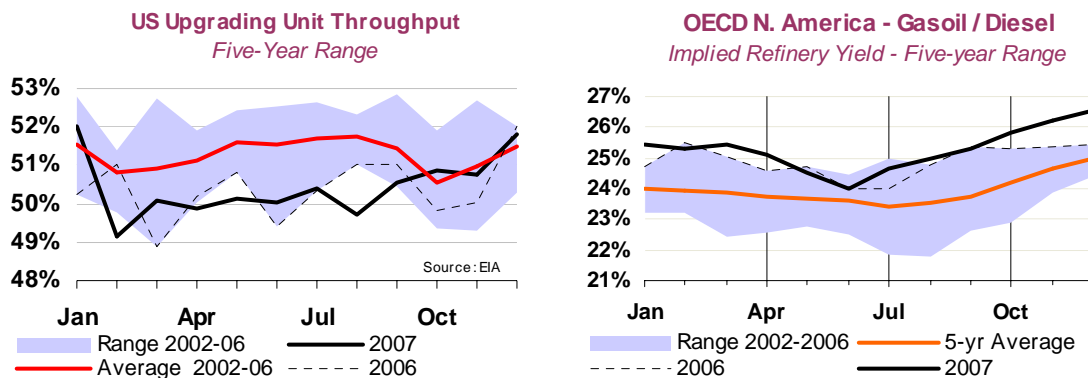 US Upgrading Unit Throughput
Five-Year Range
53%
52%
51%
50%
49%
48%
Source: EIA
Jan Apr Jul Oct
Range 2002-06 2007
Average 2002-06 2006
OECD N. America - Gasoil / Diesel
Implied Refinery Yield - Five-year Range
27%
26%
25%
24%
23%
22%
21%
Jan Apr Jul Oct
Range 2002-2006 5-yr Average
2006 2007